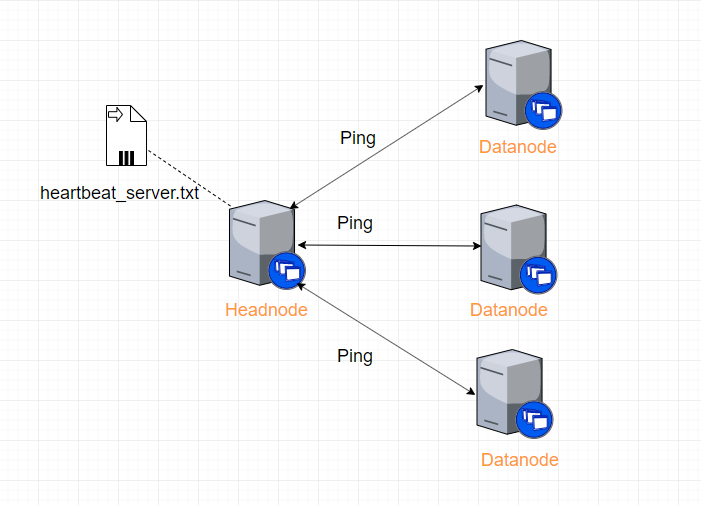 Ping
Datanode
heartbeat_server.txt
Ping
Headnode
Datanode
Ping
Datanode